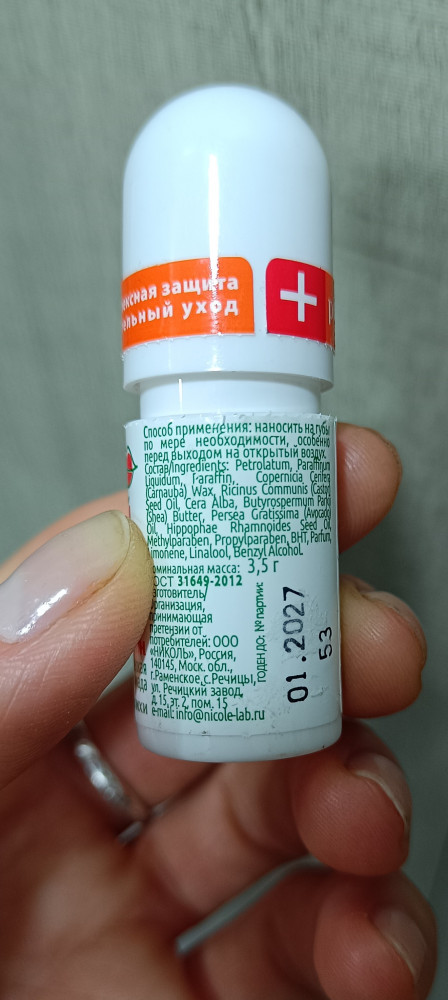 ксная защита
льный уход
Способ применения: наносить на губы
по мере необходимости, особенно
перед выходом на открытый воздух.
Состав/Ingredients: Petrolatum, Paraffinum
Liquidum, Paraffin, Copernicia Cerifera
(Carnauba) Wax, Ricinus Communis (Castor)
Seed Oil, Cera Alba, Butyrospermum Parkii
(Shea) Butter, Persea Gratissima (Avocado)
Oil, Hippophae Rhamnoides Seed Oil,
Methylparaben, Propylparaben, BHT, Parfum,
Limonene, Linalool, Benzyl Alcohol.
Номинальная масса: 3,5 г
ГОСТ 31649-2012
Изготовитель/
организация,
принимающая
претензии от
потребителей: ООО
«НИКОЛЬ», Россия,
140145, Моск. обл.,
г.Раменское,с.Речицы,
ул. Речицкий завод,
д. 15, эт. 2, пом. 15
e-mail: info@nicole-lab.ru
ГОДЕН ДО: № партии:
01.2027
53